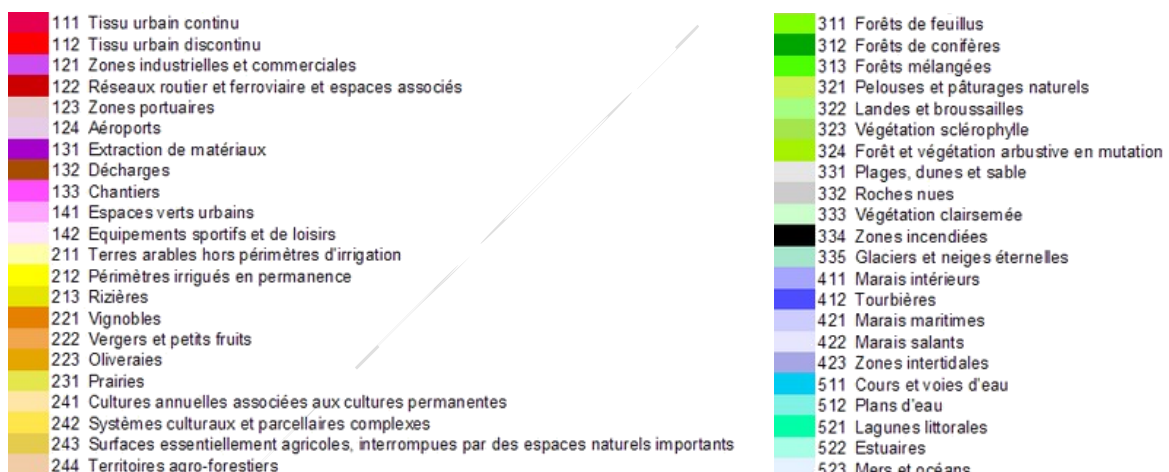 111 Tissu urbain continu
112 Tissu urbain discontinu
121 Zones industrielles et commerciales
122 Réseaux routier et ferroviaire et espaces associés
123 Zones portuaires
124 Aéroports
131 Extraction de matériaux
132 Décharges
133 Chantiers
141 Espaces verts urbains
142 Equipements sportifs et de loisirs
211 Terres arables hors périmètres d'irrigation
212 Périmètres irrigués en permanence
213 Rizières
221 Vignobles
222 Vergers et petits fruits
223 Oliveraies
231 Prairies
241 Cultures annuelles associées aux cultures permanentes
242 Systèmes culturaux et parcellaires complexes
243 Surfaces essentiellement agricoles, interrompues par des espaces naturels importants
244 Territoires agro-forestiers
311 Forêts de feuillus
312 Forêts de conifères
313 Forêts mélangées
321 Pelouses et pâturages naturels
322 Landes et broussailles
323 Végétation sclérophylle
324 Forêt et végétation arbustive en mutation
331 Plages, dunes et sable
332 Roches nues
333 Végétation clairsemée
334 Zones incendiées
335 Glaciers et neiges éternelles
411 Marais intérieurs
412 Tourbières
421 Marais maritimes
422 Marais salants
423 Zones intertidales
511 Cours et voies d'eau
512 Plans d'eau
521 Lagunes littorales
522 Estuaires
523 Mers et océans